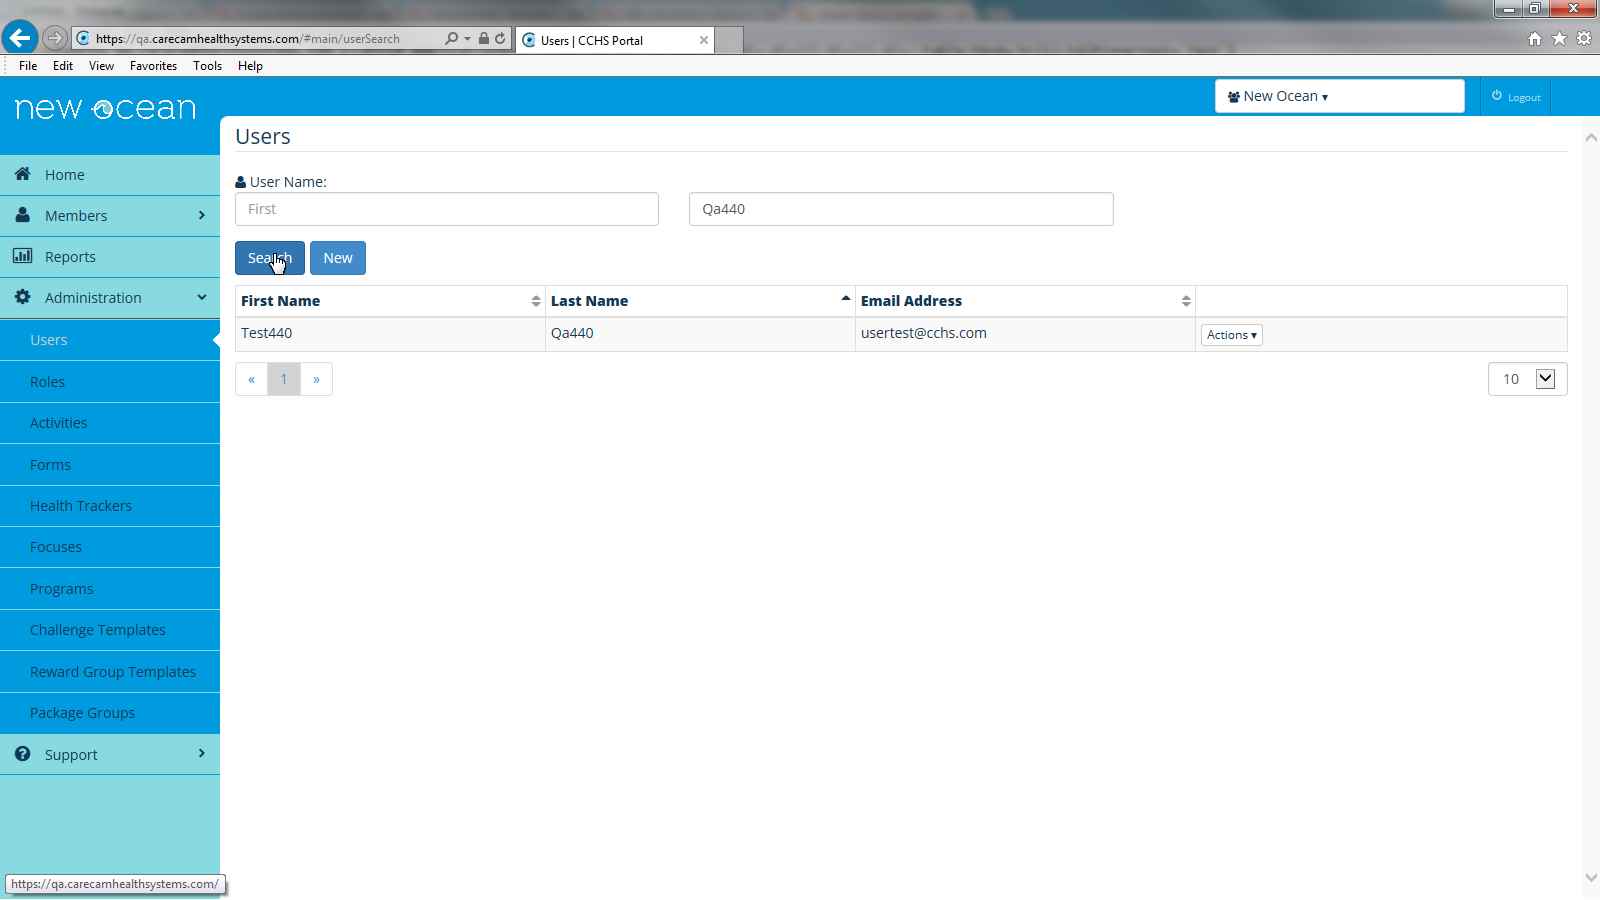 https://qa.carecamhealthsystems.com/#main/userSearch
Users | CCHS Portal
File Edit View Favorites Tools Help
new ocean
New Ocean ▾
Logout
Home
Members
Reports
Administration
Users
Roles
Activities
Forms
Health Trackers
Focuses
Programs
Challenge Templates
Reward Group Templates
Package Groups
Support
Users
User Name:
First
Qa440
Search New
First Name Last Name Email Address
Test440 Qa440 usertest@cchs.com Actions ▾
« 1 »
10
https://qa.carecamhealthsystems.com/